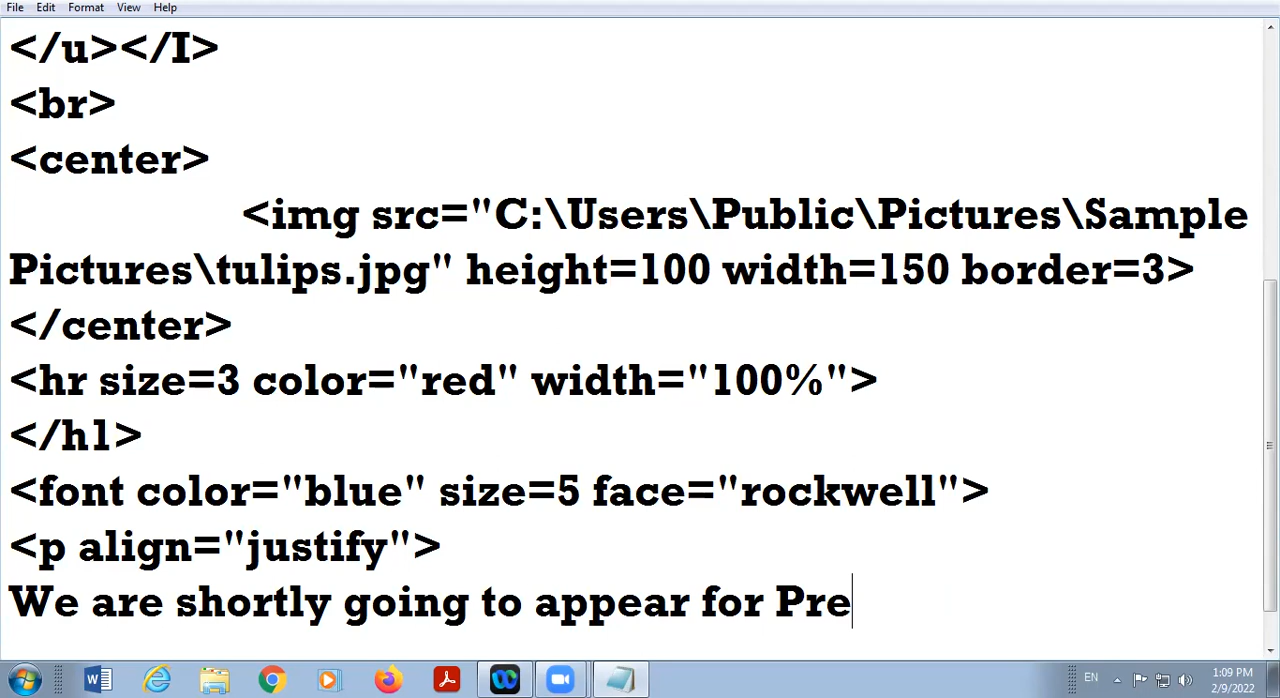 File Edit Format View Help
</u></I>
<br>
<center>
<img src="C:\Users\Public\Pictures\Sample
Pictures\tulips.jpg" height=100 width=150 border=3>
</center>
<hr size=3 color="red" width="100%">
</h1>
<font color="blue" size=5 face="rockwell">
<p align="justify">
We are shortly going to appear for Pre
EN 1:09 PM
2/9/2022